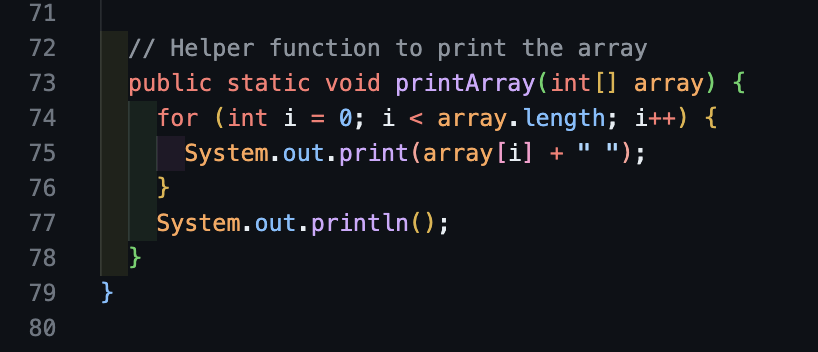 71
72 // Helper function to print the array
73 public static void printArray(int[] array) {
74 for (int i = 0; i < array.length; i++) {
75 System.out.print(array[i] + " ");
76 }
77 System.out.println();
78 }
79 }
80